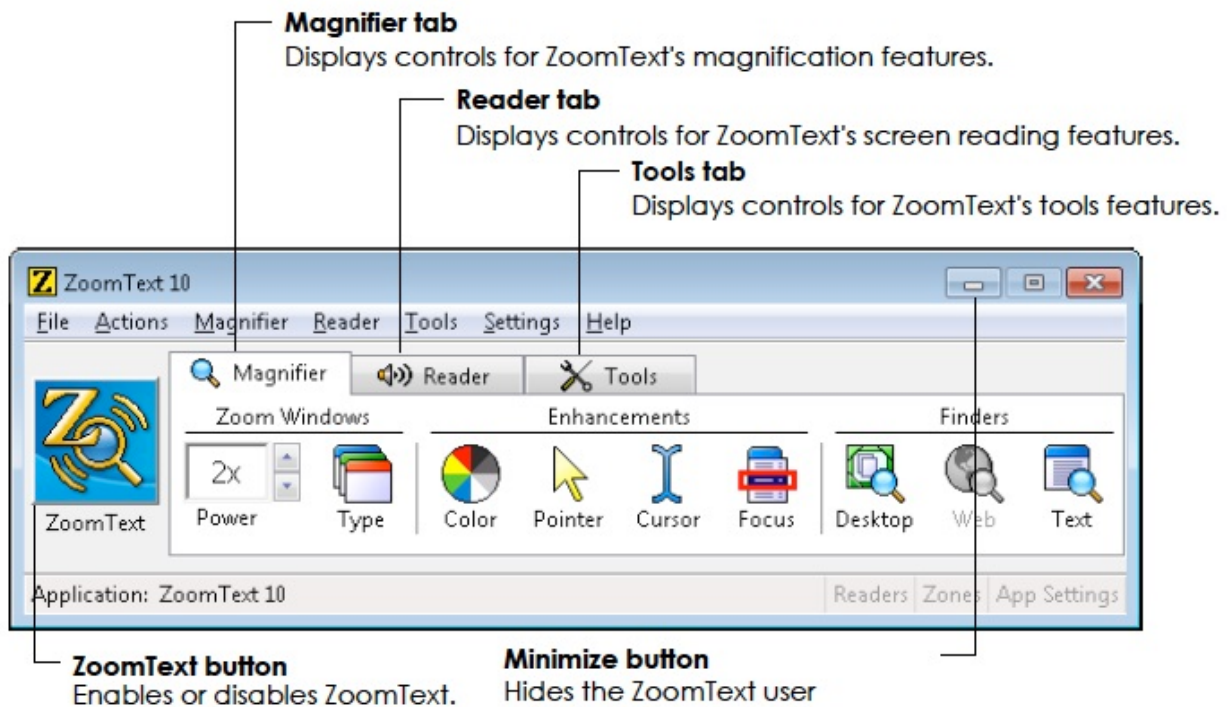 Magnifier tab
Displays controls for ZoomText's magnification features.
Reader tab
Displays controls for ZoomText's screen reading features.
Tools tab
Displays controls for ZoomText's tools features.
Z ZoomText 10
File Actions Magnifier Reader Tools Settings Help
Magnifier Reader Tools
Zoom Windows Enhancements Finders
2x
ZoomText Power Type Color Pointer Cursor Focus Desktop Web Text
Application: ZoomText 10 Readers Zones App Settings
ZoomText button
Enables or disables ZoomText.
Minimize button
Hides the ZoomText user